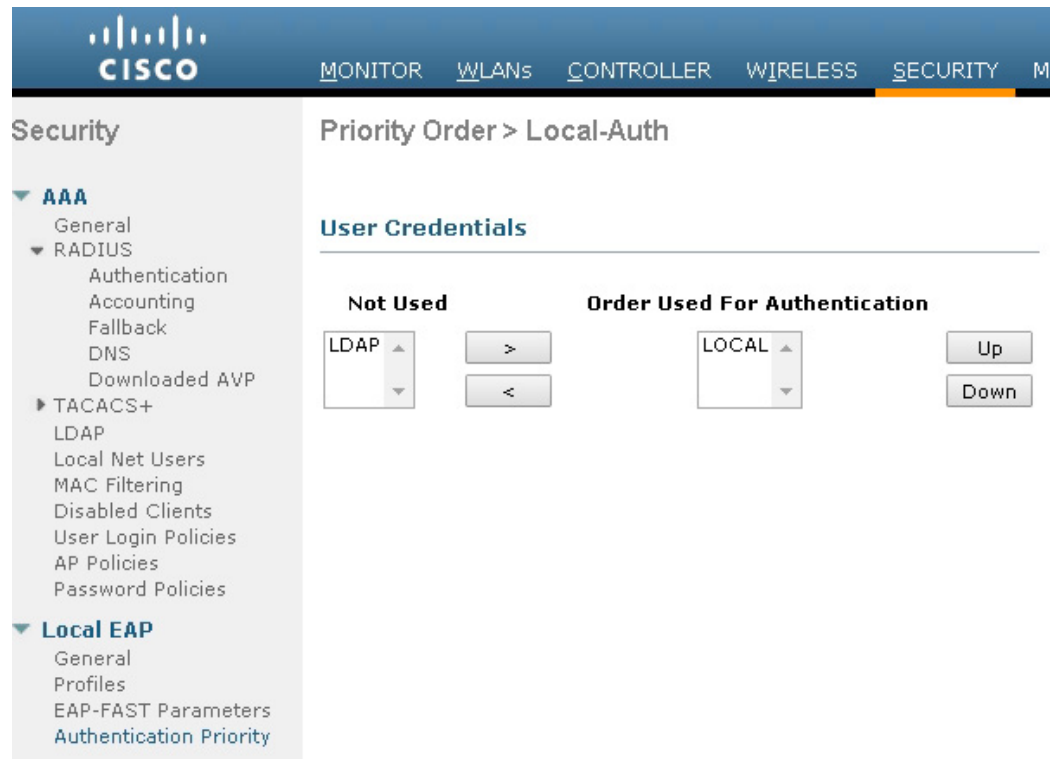 CISCO
MONITOR WLANs CONTROLLER WIRELESS SECURITY M
Security
AAA
General
RADIUS
Authentication
Accounting
Fallback
DNS
Downloaded AVP
TACACS+
LDAP
Local Net Users
MAC Filtering
Disabled Clients
User Login Policies
AP Policies
Password Policies
Local EAP
General
Profiles
EAP-FAST Parameters
Authentication Priority
Priority Order > Local-Auth
User Credentials
Not Used Order Used For Authentication
LDAP > LOCAL Up
< Down